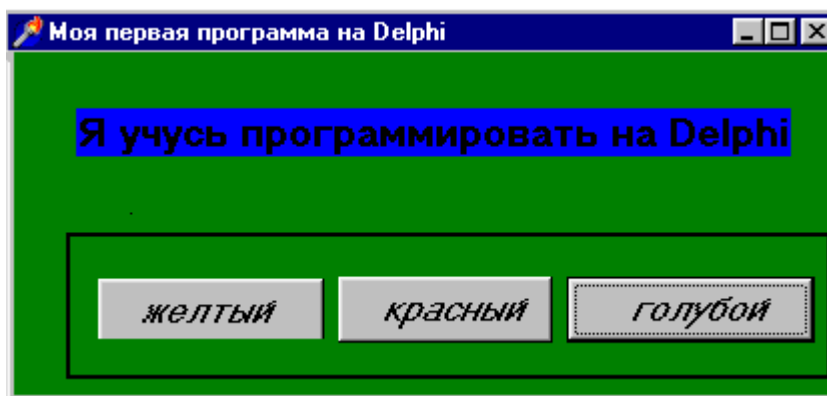 Моя первая программа на Delphi
Я учусь программировать на Delphi
желтый красный голубой